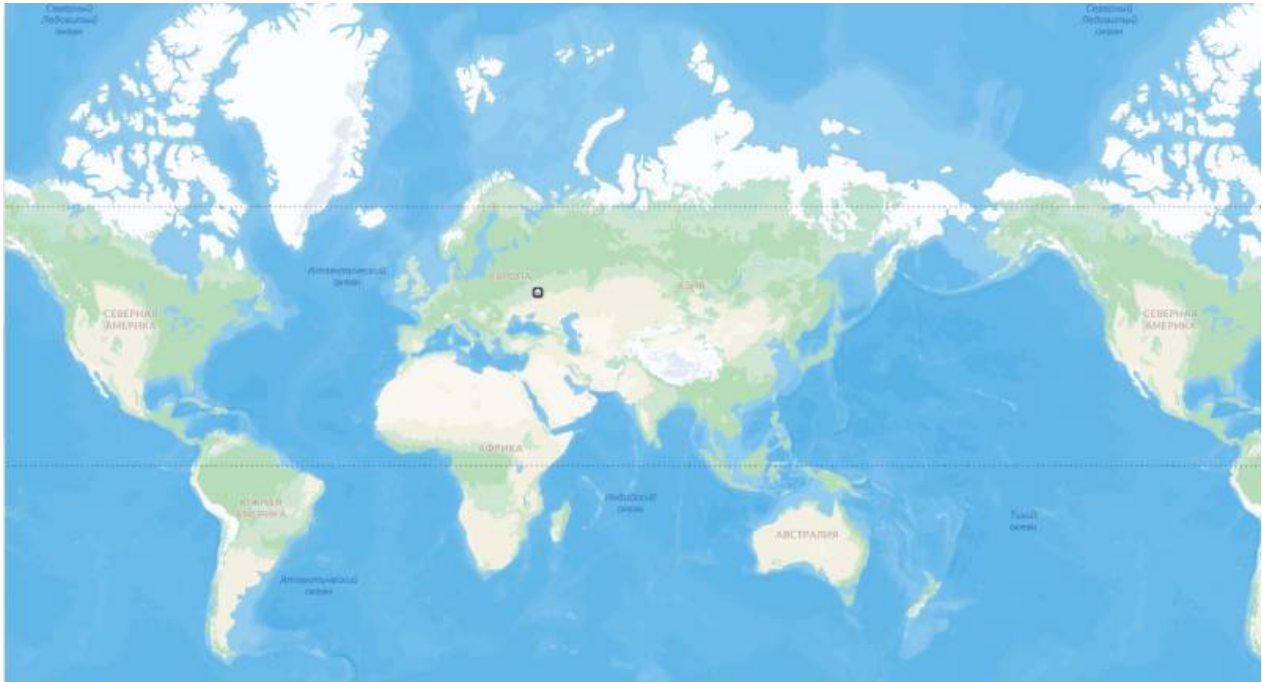 Северный
Ледовитый
океан
Северный
Ледовитый
океан
Атлантический
океан
ЕВРОПА
АЗИЯ
СЕВЕРНАЯ
АМЕРИКА
СЕВЕРНАЯ
АМЕРИКА
АФРИКА
ЮЖНАЯ
АМЕРИКА
Индийский
океан
Тихий
океан
АВСТРАЛИЯ
Атлантический
океан